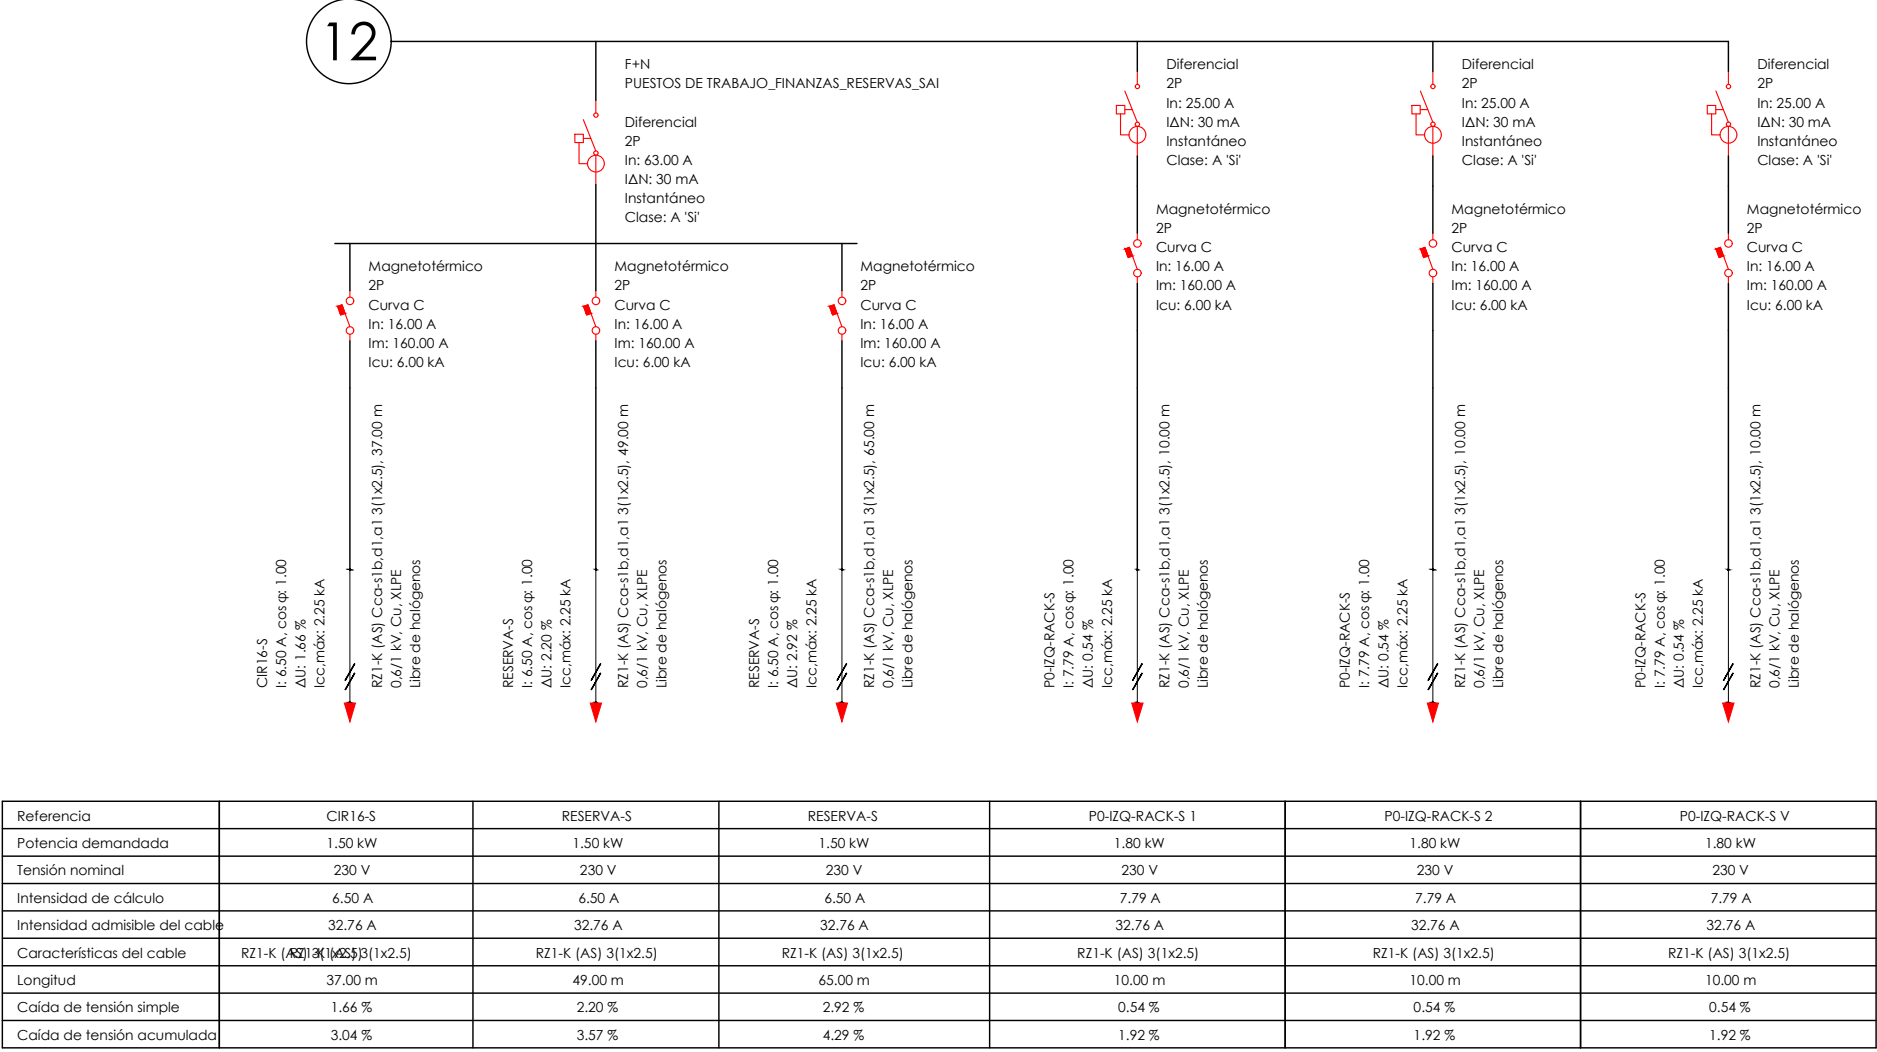 12
F+N
PUESTOS DE TRABAJO_FINANZAS_RESERVAS_SAI
Diferencial
2P
In: 63.00 A
IΔN: 30 mA
Instantáneo
Clase: A 'Si'
Diferencial
2P
In: 25.00 A
IΔN: 30 mA
Instantáneo
Clase: A 'Si'
Diferencial
2P
In: 25.00 A
IΔN: 30 mA
Instantáneo
Clase: A 'Si'
Diferencial
2P
In: 25.00 A
IΔN: 30 mA
Instantáneo
Clase: A 'Si'
Magnetotérmico
2P
Curva C
In: 16.00 A
Im: 160.00 A
Icu: 6.00 kA
Magnetotérmico
2P
Curva C
In: 16.00 A
Im: 160.00 A
Icu: 6.00 kA
Magnetotérmico
2P
Curva C
In: 16.00 A
Im: 160.00 A
Icu: 6.00 kA
Magnetotérmico
2P
Curva C
In: 16.00 A
Im: 160.00 A
Icu: 6.00 kA
Magnetotérmico
2P
Curva C
In: 16.00 A
Im: 160.00 A
Icu: 6.00 kA
Magnetotérmico
2P
Curva C
In: 16.00 A
Im: 160.00 A
Icu: 6.00 kA
CIR16-S
I: 6.50 A, cos φ: 1.00
ΔU: 1.66 %
Icc,máx: 2.25 kA
RZ1-K (AS) Cca-s1b,d1,a1 3(1x2.5), 37.00 m
0,6/1 kV, Cu, XLPE
Libre de halógenos
RESERVA-S
I: 6.50 A, cos φ: 1.00
ΔU: 2.20 %
Icc,máx: 2.25 kA
RZ1-K (AS) Cca-s1b,d1,a1 3(1x2.5), 49.00 m
0,6/1 kV, Cu, XLPE
Libre de halógenos
RESERVA-S
I: 6.50 A, cos φ: 1.00
ΔU: 2.92 %
Icc,máx: 2.25 kA
RZ1-K (AS) Cca-s1b,d1,a1 3(1x2.5), 65.00 m
0,6/1 kV, Cu, XLPE
Libre de halógenos
P0-IZQ-RACK-S
I: 7.79 A, cos φ: 1.00
ΔU: 0.54 %
Icc,máx: 2.25 kA
RZ1-K (AS) Cca-s1b,d1,a1 3(1x2.5), 10.00 m
0,6/1 kV, Cu, XLPE
Libre de halógenos
P0-IZQ-RACK-S
I: 7.79 A, cos φ: 1.00
ΔU: 0.54 %
Icc,máx: 2.25 kA
RZ1-K (AS) Cca-s1b,d1,a1 3(1x2.5), 10.00 m
0,6/1 kV, Cu, XLPE
Libre de halógenos
P0-IZQ-RACK-S
I: 7.79 A, cos φ: 1.00
ΔU: 0.54 %
Icc,máx: 2.25 kA
RZ1-K (AS) Cca-s1b,d1,a1 3(1x2.5), 10.00 m
0,6/1 kV, Cu, XLPE
Libre de halógenos
Referencia CIR16-S RESERVA-S RESERVA-S P0-IZQ-RACK-S 1 P0-IZQ-RACK-S 2 P0-IZQ-RACK-S V
Potencia demandada 1.50 kW 1.50 kW 1.50 kW 1.80 kW 1.80 kW 1.80 kW
Tensión nominal 230 V 230 V 230 V 230 V 230 V 230 V
Intensidad de cálculo 6.50 A 6.50 A 6.50 A 7.79 A 7.79 A 7.79 A
Intensidad admisible del cable 32.76 A 32.76 A 32.76 A 32.76 A 32.76 A 32.76 A
Características del cable RZ1-K (AS) 3(1x2.5) RZ1-K (AS) 3(1x2.5) RZ1-K (AS) 3(1x2.5) RZ1-K (AS) 3(1x2.5) RZ1-K (AS) 3(1x2.5) RZ1-K (AS) 3(1x2.5) RZ1-K (AS) 3(1x2.5)
Longitud 37.00 m 49.00 m 65.00 m 10.00 m 10.00 m 10.00 m
Caída de tensión simple 1.66 % 2.20 % 2.92 % 0.54 % 0.54 % 0.54 %
Caída de tensión acumulada 3.04 % 3.57 % 4.29 % 1.92 % 1.92 % 1.92 %